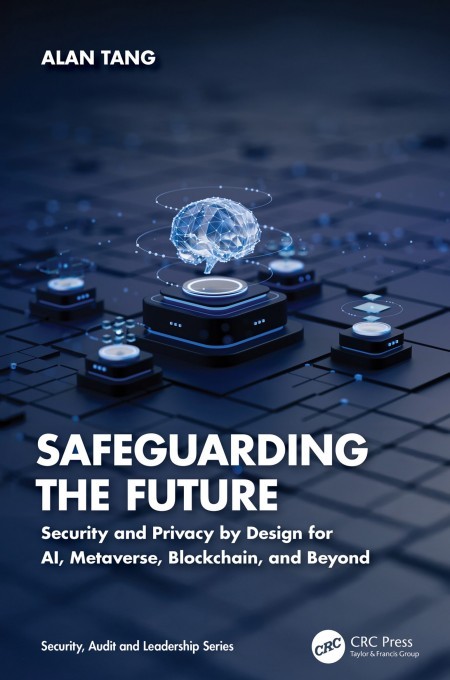 ALAN TANG
SAFEGUARDING
THE FUTURE
Security and Privacy by Design for
AI, Metaverse, Blockchain, and Beyond
Security, Audit and Leadership Series
CRC
CRC Press
Taylor & Francis Group